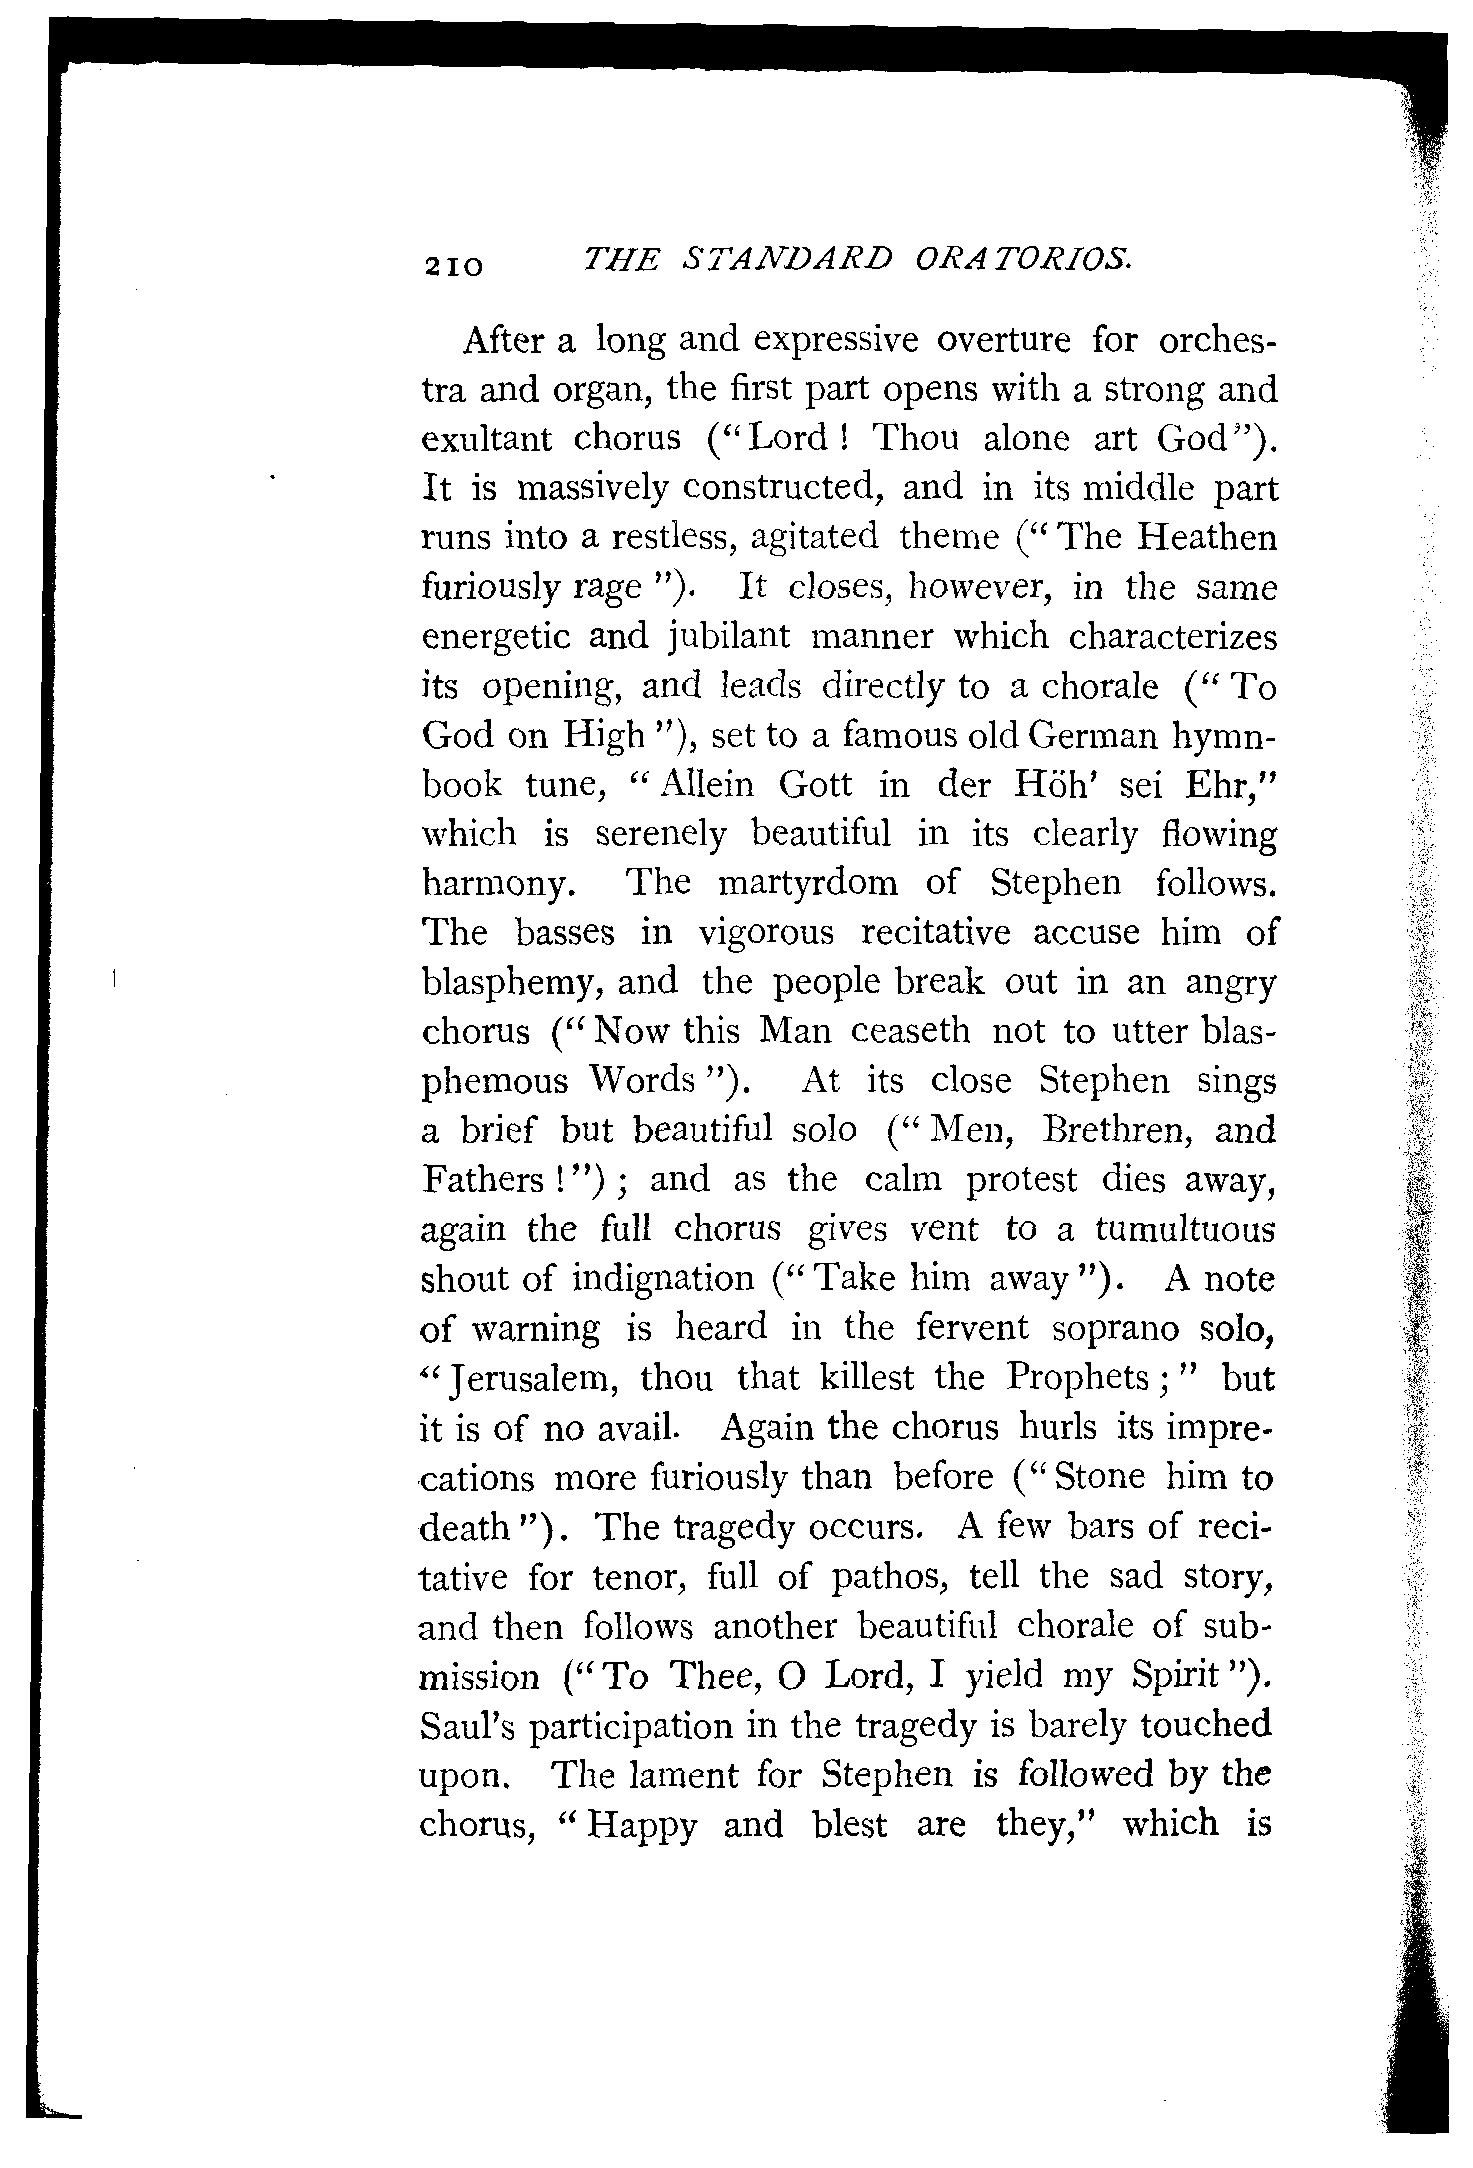 210 THE STANDARD ORATORIOS.
After a long and expressive overture for orches-
tra and organ, the first part opens with a strong and
exultant chorus (“Lord! Thou alone art God”).
It is massively constructed, and in its middle part
runs into a restless, agitated theme (“The Heathen
furiously rage”). It closes, however, in the same
energetic and jubilant manner which characterizes
its opening, and leads directly to a chorale (“To
God on High”), set to a famous old German hymn-
book tune, “Allein Gott in der Höh’ sei Ehr,”
which is serenely beautiful in its clearly flowing
harmony. The martyrdom of Stephen follows.
The basses in vigorous recitative accuse him of
blasphemy, and the people break out in an angry
chorus (“Now this Man ceaseth not to utter blas-
phemous Words”). At its close Stephen sings
a brief but beautiful solo (“Men, Brethren, and
Fathers!”); and as the calm protest dies away,
again the full chorus gives vent to a tumultuous
shout of indignation (“Take him away”). A note
of warning is heard in the fervent soprano solo,
“Jerusalem, thou that killest the Prophets;” but
it is of no avail. Again the chorus hurls its impre-
cations more furiously than before (“Stone him to
death”). The tragedy occurs. A few bars of reci-
tative for tenor, full of pathos, tell the sad story,
and then follows another beautiful chorale of sub-
mission (“To Thee, O Lord, I yield my Spirit”).
Saul’s participation in the tragedy is barely touched
upon. The lament for Stephen is followed by the
chorus, “Happy and blest are they,” which is